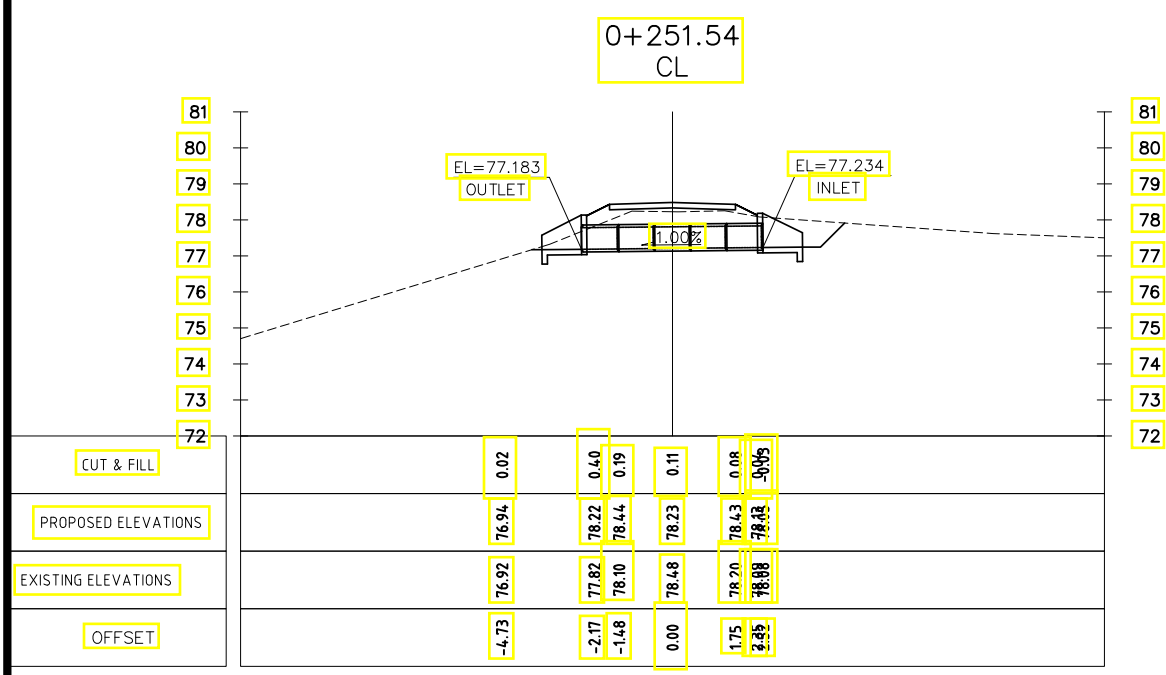 0+251.54
CL
81 81
80 80
EL=77.183 EL=77.234
79 79
OUTLET INLET
78 78
1.00%
77 77
76 76
75 75
74 74
73 73
72 72
CUT & FILL 0.02 0.40 0.19 0.11 0.08
PROPOSED ELEVATIONS 76.94 78.22 78.44 78.23 78.43
EXISTING ELEVATIONS 76.92 77.82 78.10 78.48 78.20
OFFSET -4.73 -2.17 -1.48 0.00 1.75